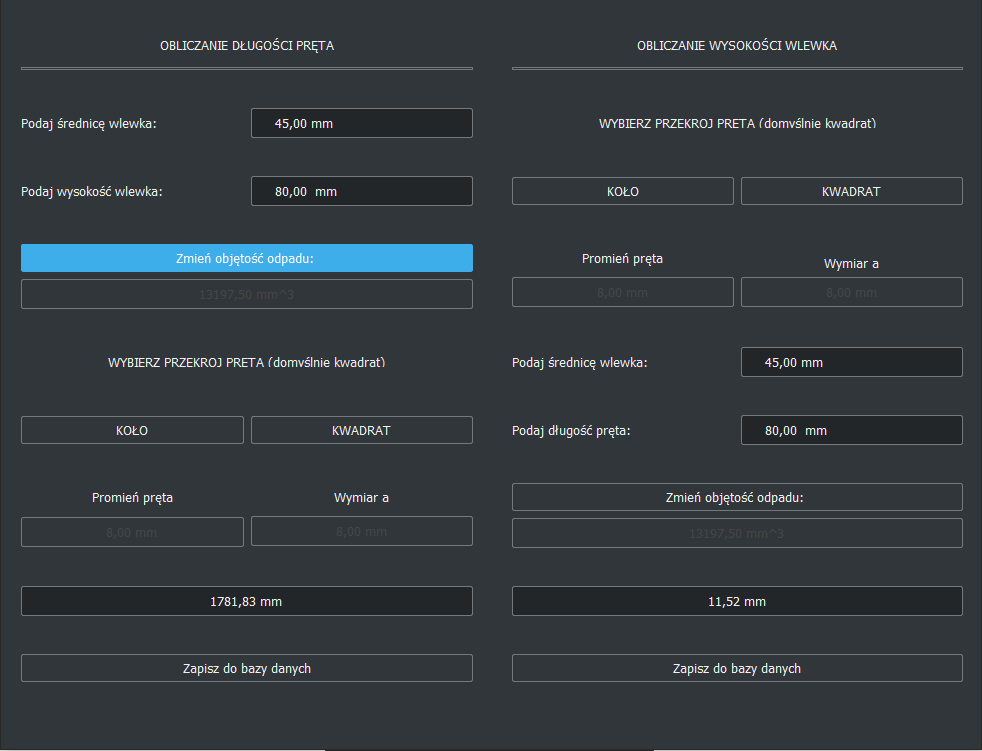 OBLICZANIE DŁUGOŚCI PRĘTA
Podaj średnicę wlewka:
45,00 mm
Podaj wysokość wlewka:
80,00 mm
Zmień objętość odpadu:
13197,50 mm^3
WYBIERZ PRZEKROJ PRETA (domyślnie kwadrat)
KOŁO
KWADRAT
Promień pręta
Wymiar a
8,00 mm
8,00 mm
1781,83 mm
Zapisz do bazy danych
OBLICZANIE WYSOKOŚCI WLEWKA
WYBIERZ PRZEKROJ PRETA (domyślnie kwadrat)
KOŁO
KWADRAT
Promień pręta
Wymiar a
8,00 mm
8,00 mm
Podaj średnicę wlewka:
45,00 mm
Podaj długość pręta:
80,00 mm
Zmień objętość odpadu:
13197,50 mm^3
11,52 mm
Zapisz do bazy danych